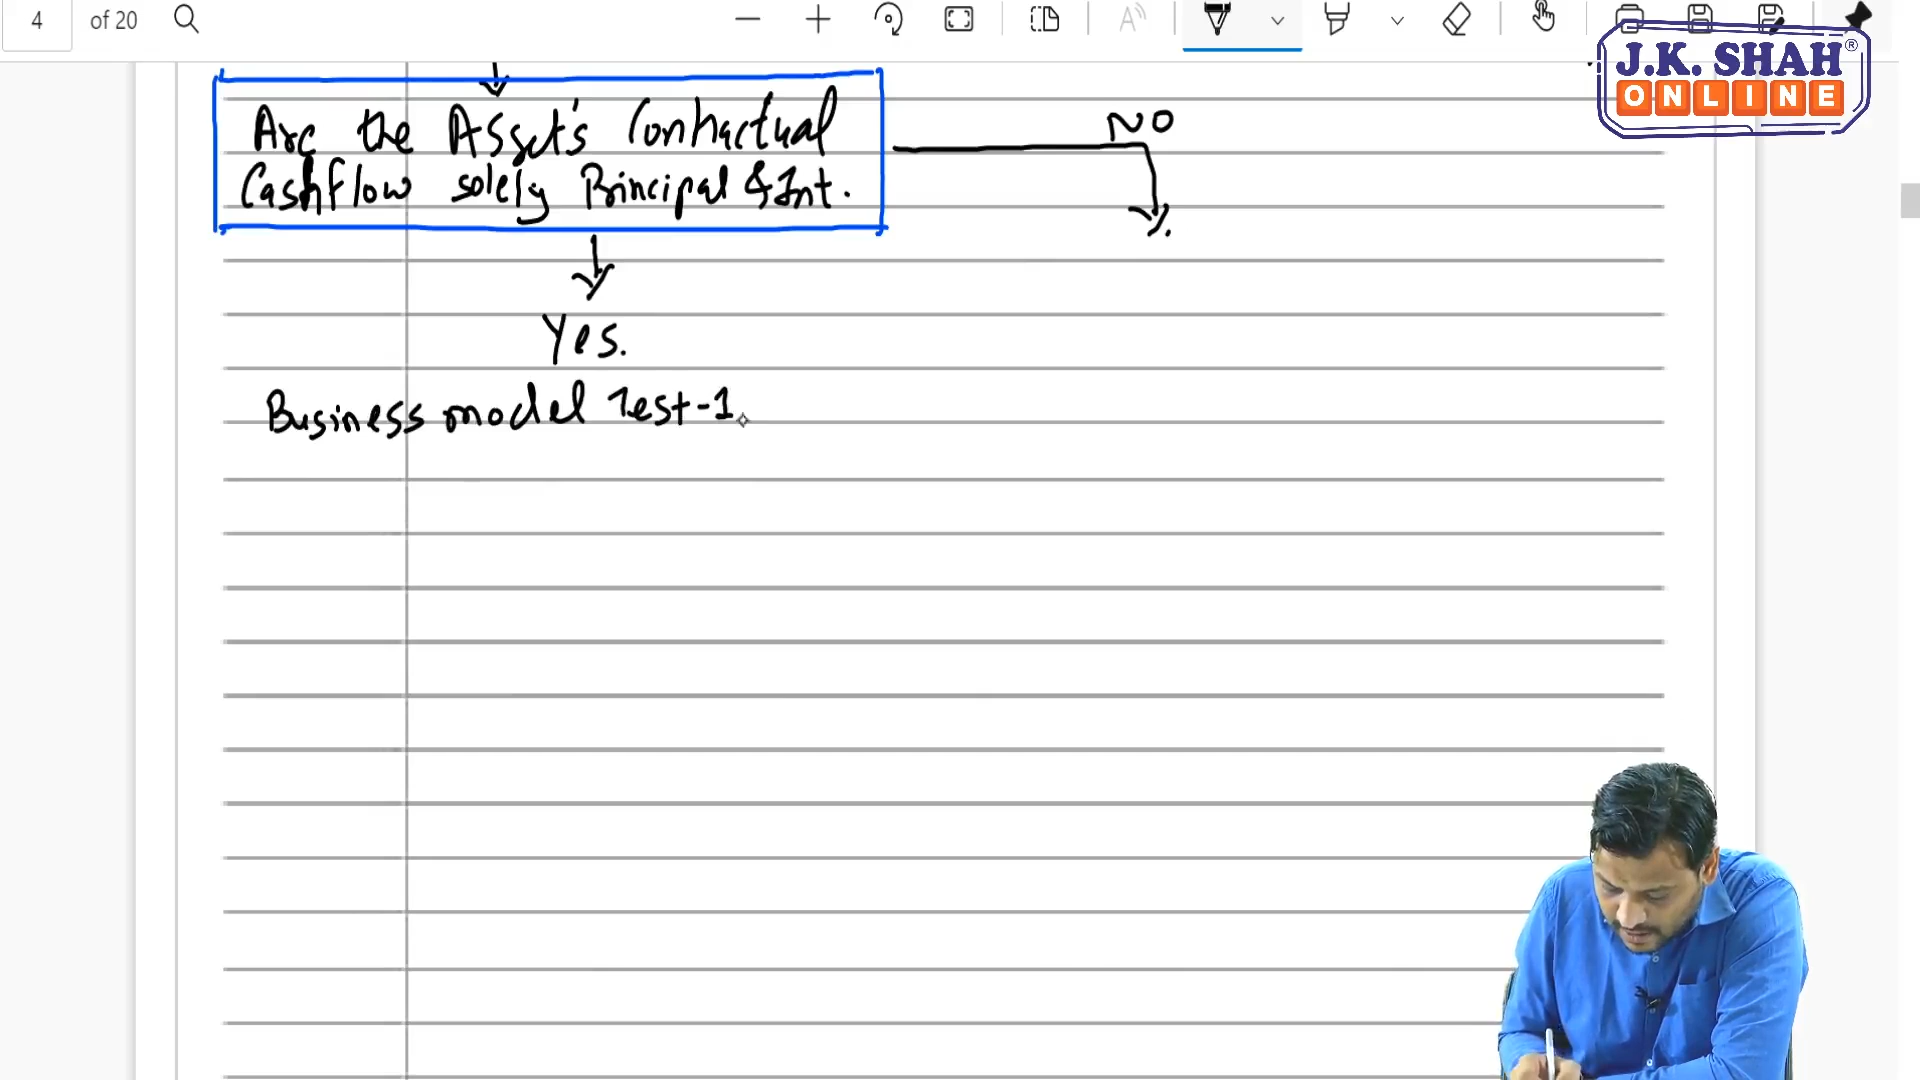 4 of 20
J.K. SHAH®
ONLINE
Are the Asset's Contractual
Cashflow solely Principal & Int.
NO
Yes.
Business model Test-1